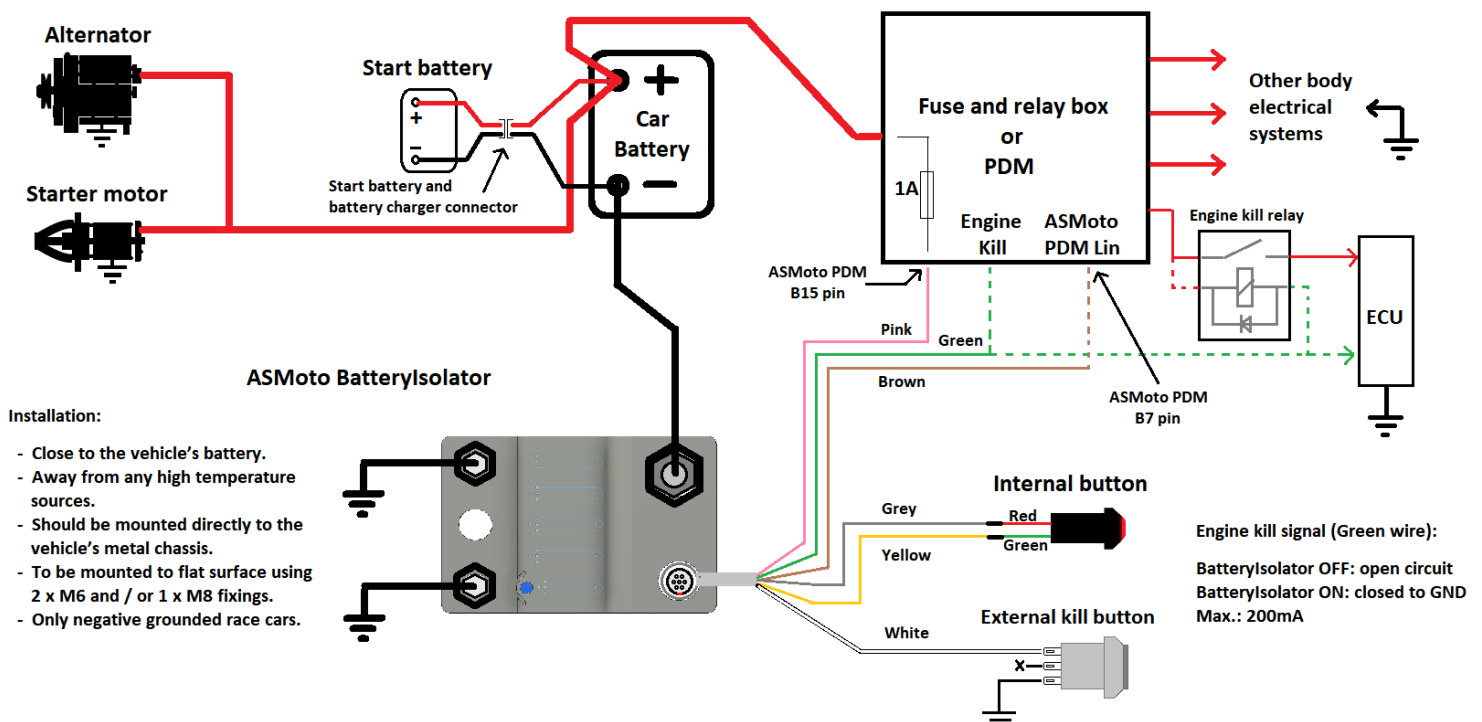 Alternator
Starter motor
Start battery
+
−
Start battery and
battery charger connector
+
Car
Battery
−
Fuse and relay box
or
PDM
1A
Engine
Kill
ASMoto
PDM Lin
Other body
electrical
systems
Engine kill relay
ECU
ASMoto PDM
B15 pin
Pink
Green
Brown
ASMoto PDM
B7 pin
ASMoto BatteryIsolator
Installation:
- Close to the vehicle’s battery.
- Away from any high temperature
sources.
- Should be mounted directly to the
vehicle’s metal chassis.
- To be mounted to flat surface using
2 x M6 and / or 1 x M8 fixings.
- Only negative grounded race cars.
Internal button
Grey
Red
Yellow
Green
External kill button
White
x
Engine kill signal (Green wire):
BatteryIsolator OFF: open circuit
BatteryIsolator ON: closed to GND
Max.: 200mA